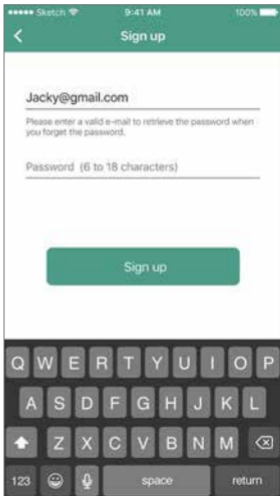 Sketch 9:41 AM 100%
Sign up
Jacky@gmail.com
Please enter a valid e-mail to retrieve the password when
you forget the password.
Password (6 to 18 characters)
Sign up
Q W E R T Y U I O P
A S D F G H J K L
Z X C V B N M
123 space return